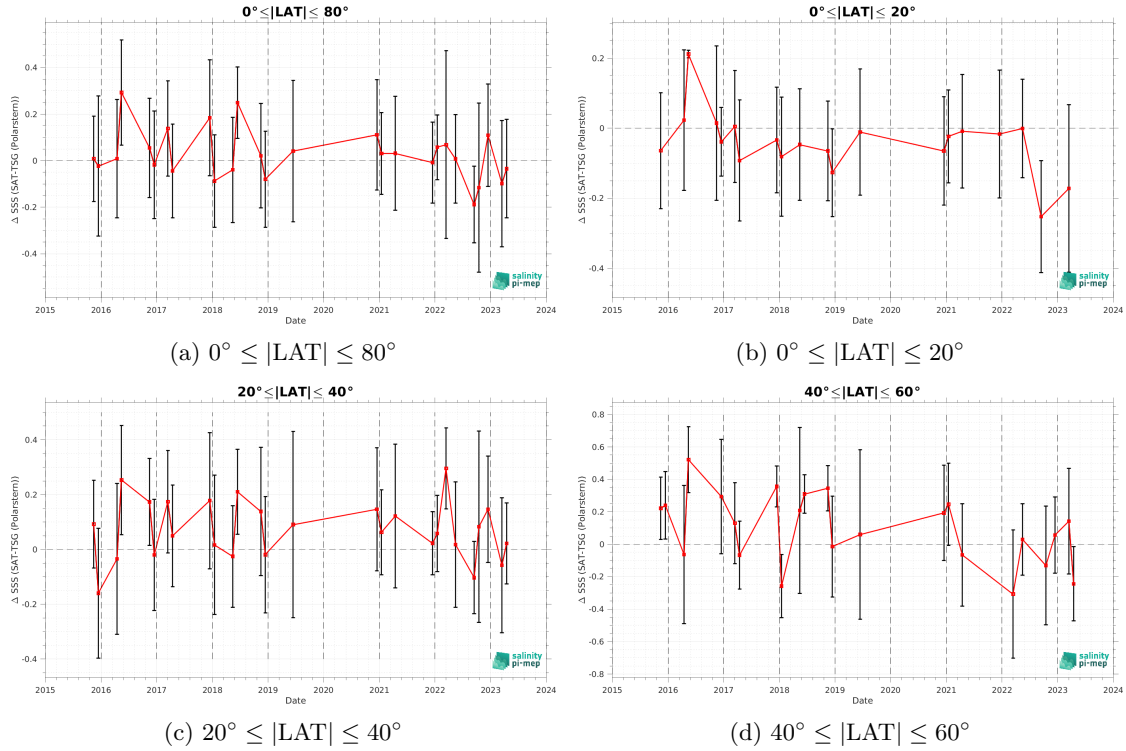 0°≤|LAT|≤ 80°
Δ SSS (SAT-TSG (Polarstern))
0.4
0.2
0
-0.2
-0.4
2015 2016 2017 2018 2019 2020 2021 2022 2023 2024
Date
salinity
pi-mep
(a) 0° ≤ |LAT| ≤ 80°
0°≤|LAT|≤ 20°
Δ SSS (SAT-TSG (Polarstern))
0.2
0
-0.2
-0.4
2015 2016 2017 2018 2019 2020 2021 2022 2023 2024
Date
salinity
pi-mep
(b) 0° ≤ |LAT| ≤ 20°
20°≤|LAT|≤ 40°
Δ SSS (SAT-TSG (Polarstern))
0.4
0.2
0
-0.2
-0.4
2015 2016 2017 2018 2019 2020 2021 2022 2023 2024
Date
salinity
pi-mep
(c) 20° ≤ |LAT| ≤ 40°
40°≤|LAT|≤ 60°
Δ SSS (SAT-TSG (Polarstern))
0.8
0.6
0.4
0.2
0
-0.2
-0.4
-0.6
-0.8
2015 2016 2017 2018 2019 2020 2021 2022 2023 2024
Date
salinity
pi-mep
(d) 40° ≤ |LAT| ≤ 60°